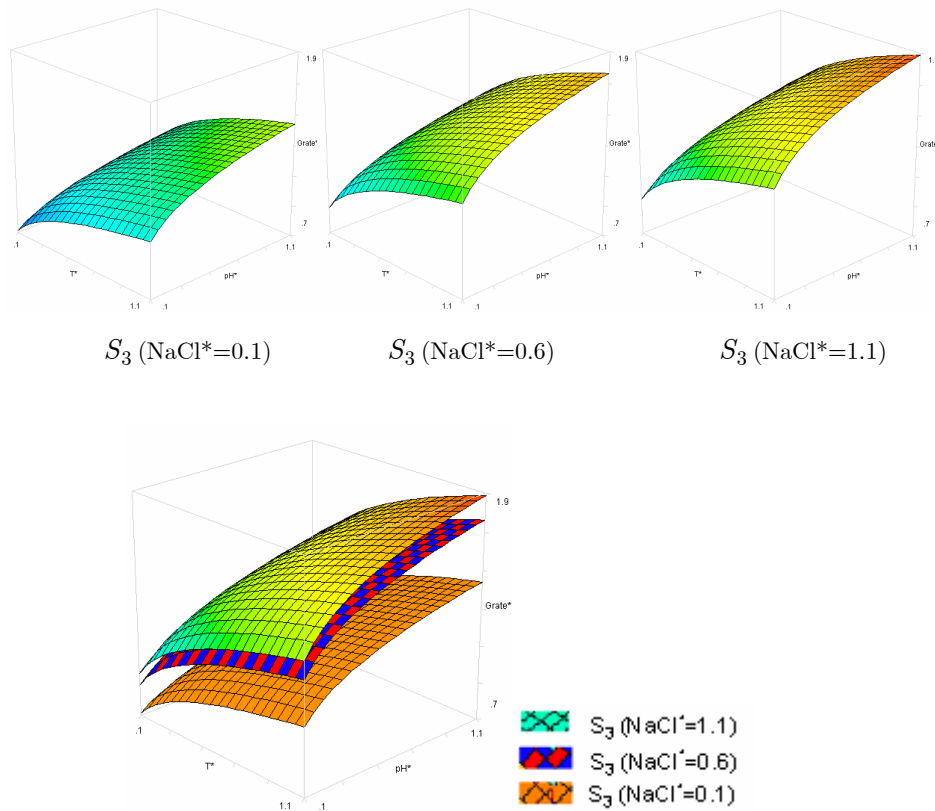 1.9
Grate*
.7
.1
T*
1.1
.1
pH*
1.1
1.9
Grate*
.7
.1
T*
1.1
.1
pH*
1.1
1.
Grate
.7
.1
T*
1.1
.1
pH*
1.1
S3 (NaCl*=0.1)
S3 (NaCl*=0.6)
S3 (NaCl*=1.1)
1.9
Grate*
.7
.1
T*
1.1
.1
pH*
1.1
S3 (NaCl*=1.1)
S3 (NaCl*=0.6)
S3 (NaCl*=0.1)